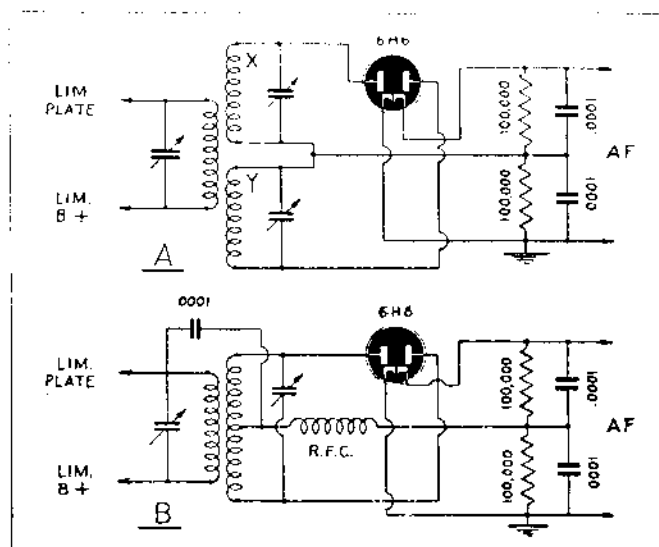 6H6
X
LIM
PLATE
100,000
.0001
AF
Y
LIM.
B +
100,000
.0001
A
.0001
6H6
LIM.
PLATE
100,000
.0001
R.F.C.
AF
LIM.
B+
100,000
.0001
B